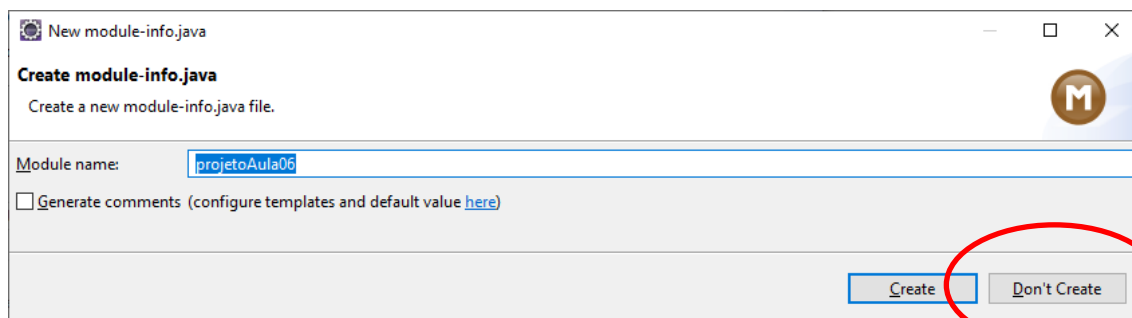 New module-info.java
Create module-info.java
Create a new module-info.java file.
M
Module name: projetoAula06
Generate comments (configure templates and default value here)
Create Don't Create